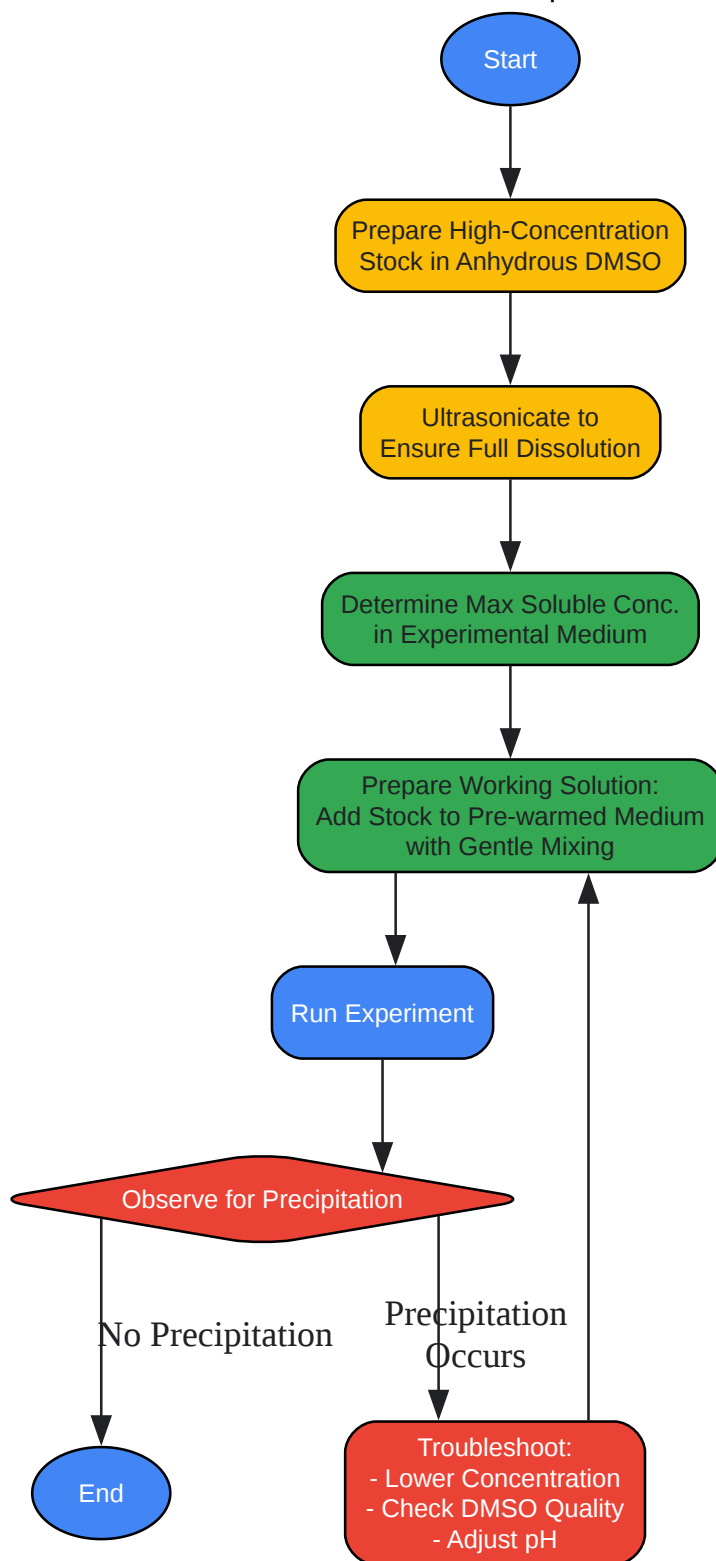 Start
Prepare High-Concentration
Stock in Anhydrous DMSO
Ultrasonicate to
Ensure Full Dissolution
Determine Max Soluble Conc.
in Experimental Medium
Prepare Working Solution:
Add Stock to Pre-warmed Medium
with Gentle Mixing
Run Experiment
Observe for Precipitation
No Precipitation
Precipitation
Occurs
End
Troubleshoot:
- Lower Concentration
- Check DMSO Quality
- Adjust pH